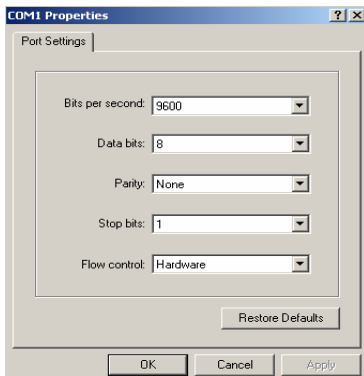 COM1 Properties
Port Settings
Bits per second: 9600
Data bits: 8
Parity: None
Stop bits: 1
Flow control: Hardware
Restore Defaults
OK Cancel Apply